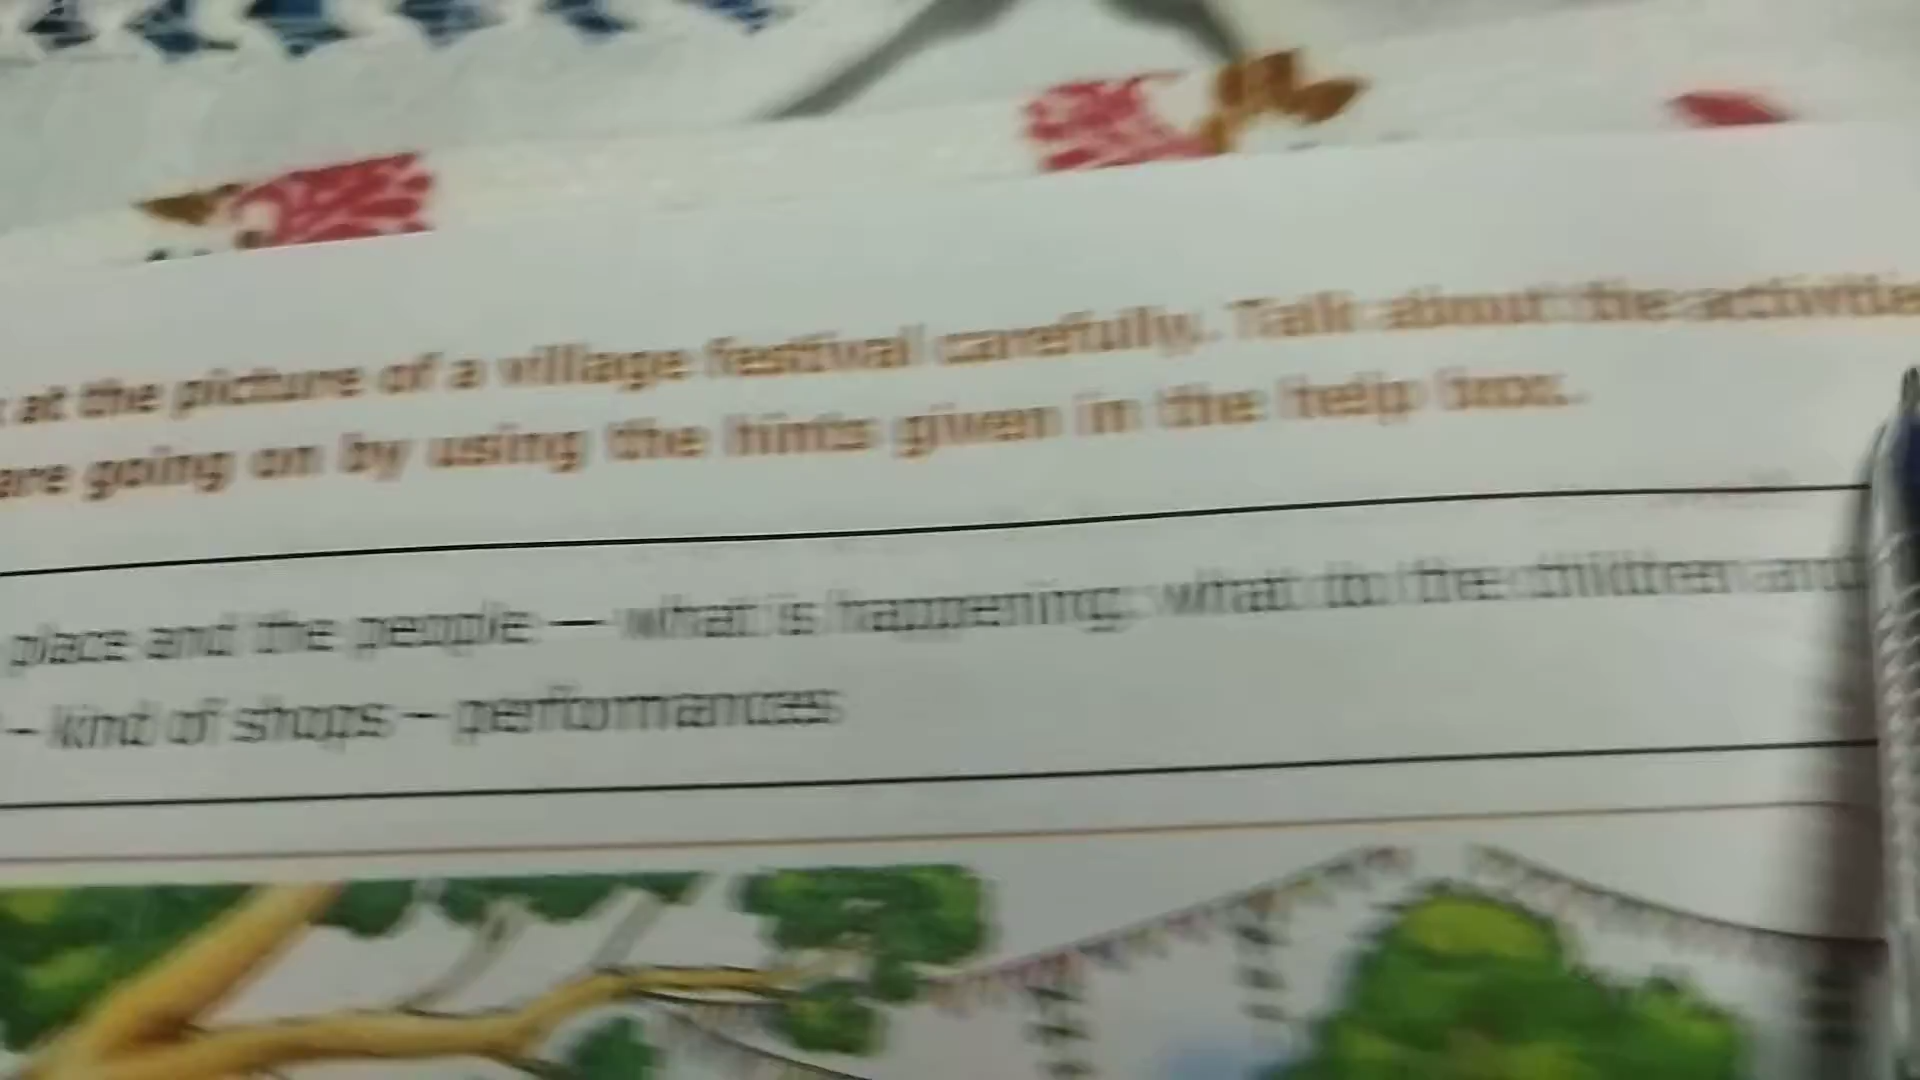 at the picture of a village festival carefully. Talk about the activitie
are going on by using the hints given in the help box.
place and the people — what is happening. what do the children and
– kind of shops – performances